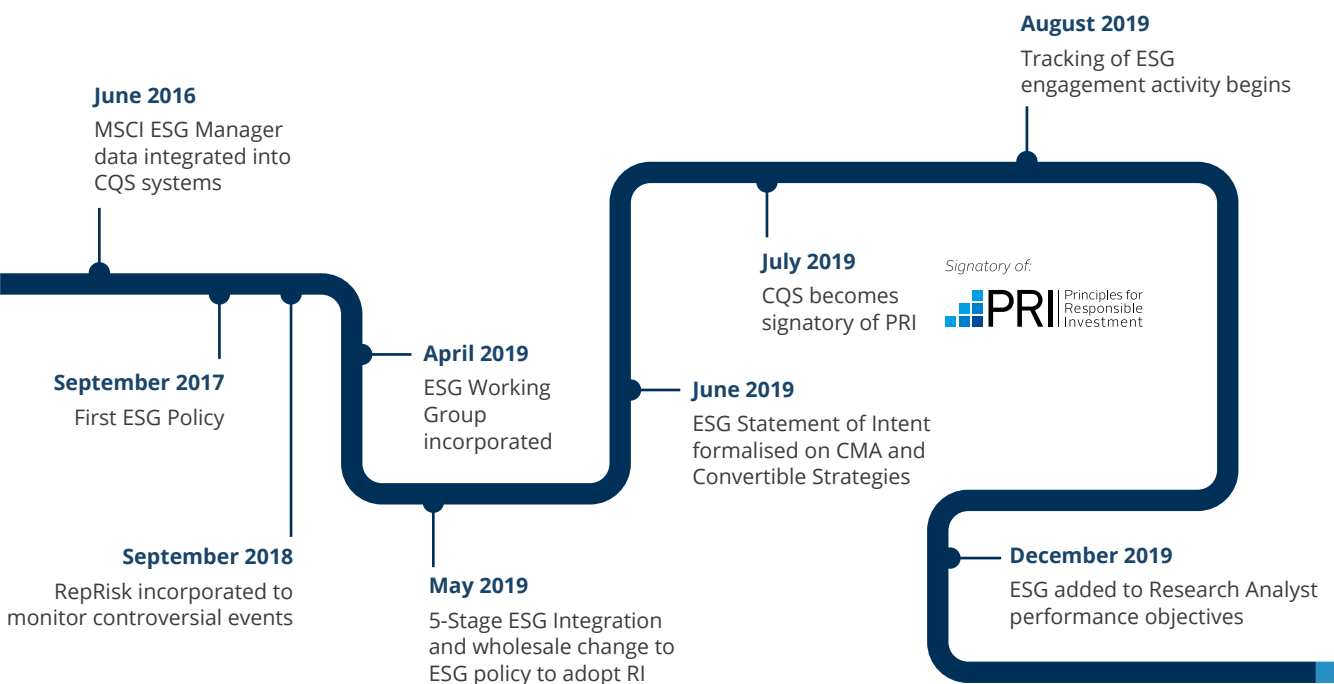 June 2016
MSCI ESG Manager
data integrated into
CQS systems
September 2017
First ESG Policy
September 2018
RepRisk incorporated to
monitor controversial events
April 2019
ESG Working
Group
incorporated
May 2019
5-Stage ESG Integration
and wholesale change to
ESG policy to adopt RI
June 2019
ESG Statement of Intent
formalised on CMA and
Convertible Strategies
July 2019
CQS becomes
signatory of PRI
Signatory of:
PRI
Principles for
Responsible
Investment
August 2019
Tracking of ESG
engagement activity begins
December 2019
ESG added to Research Analyst
performance objectives